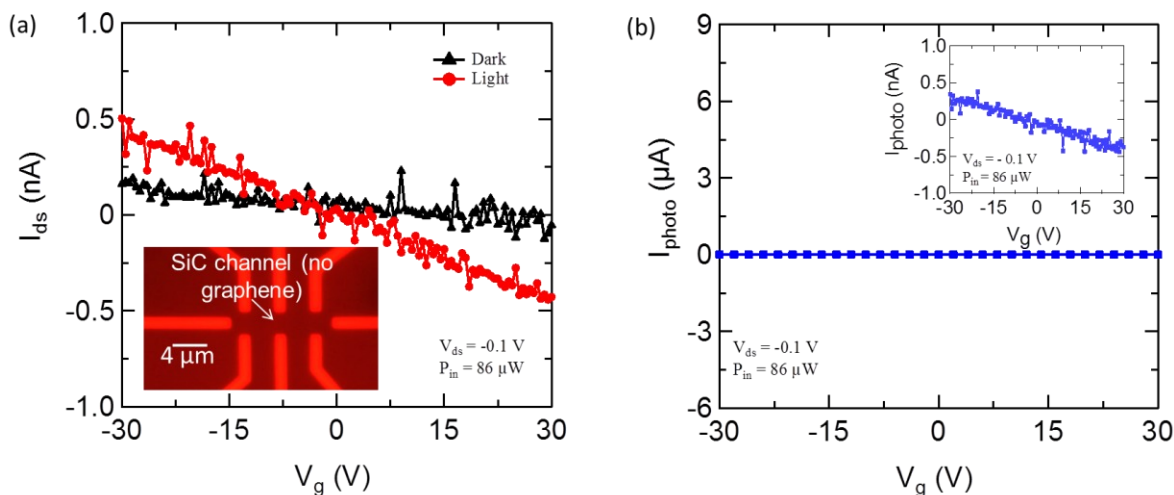 (a)
1.0
0.5
0
-0.5
-1.0
I_ds (nA)
Dark
Light
SiC channel (no
graphene)
4 μm
V_ds = -0.1 V
P_in = 86 μW
-30
-15
0
15
30
V_g (V)
(b)
9
6
3
0
-3
-6
I_photo (μA)
1.0
0.5
0
-0.5
-1.0
I_photo (nA)
V_ds = - 0.1 V
P_in = 86 μW
-30
-15
0
15
30
V_g (V)
V_ds = -0.1 V
P_in = 86 μW
-30
-15
0
15
30
V_g (V)